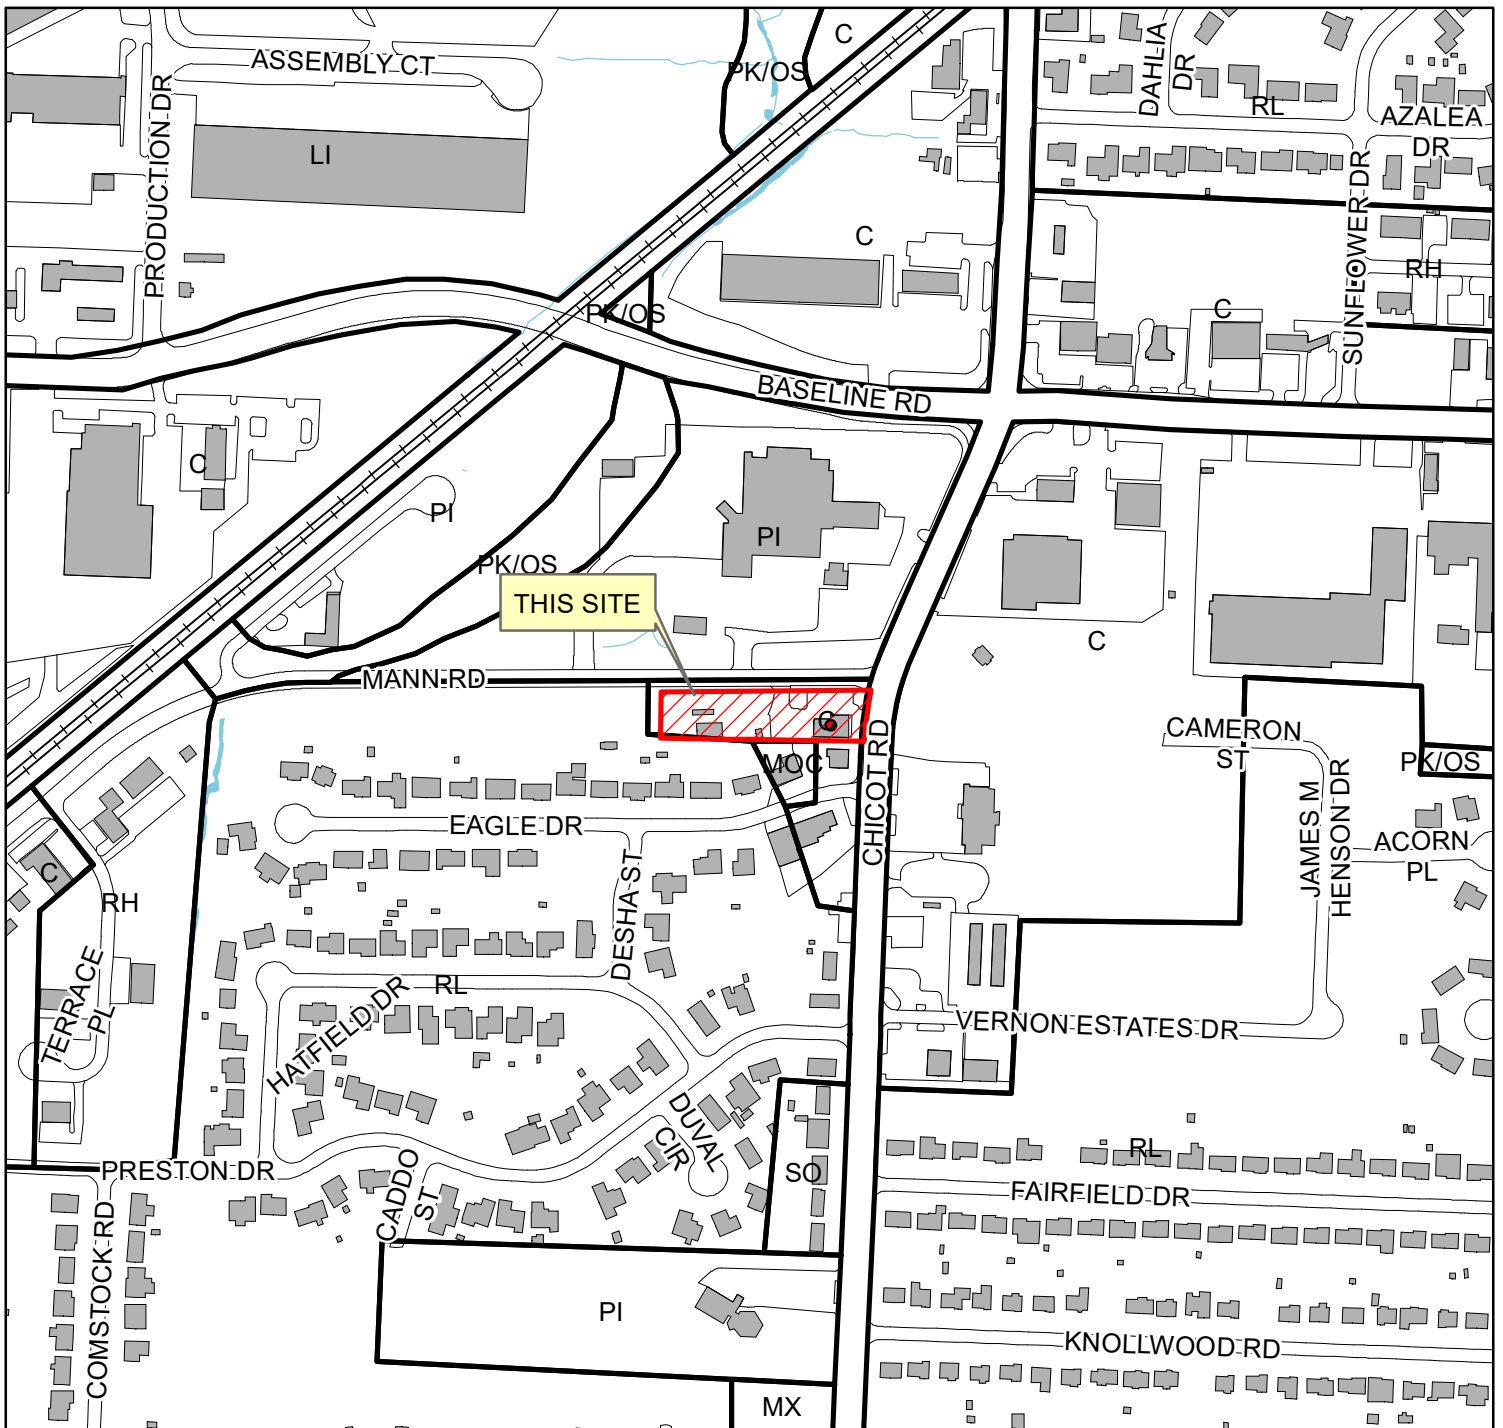 C
PK/OS
ASSEMBLY CT
DAHLIA
DR
RL
AZALEA
DR
PRODUCTION DR
LI
SUNFLOWER DR
C
RH
PK/OS
C
BASELINE RD
C
PI
PI
PK/OS
THIS SITE
C
MANN RD
C
MOC
CHICOT RD
CAMERON
ST
PK/OS
JAMES M
HENSON DR
ACORN
PL
EAGLE DR
DESHA ST
C
RH
TERRACE
PL
HATFIELD DR
RL
VERNON ESTATES DR
DUVAL
CIR
PRESTON DR
CADDO
ST
SO
RL
FAIRFIELD DR
COMSTOCK RD
PI
KNOLLWOOD RD
MX